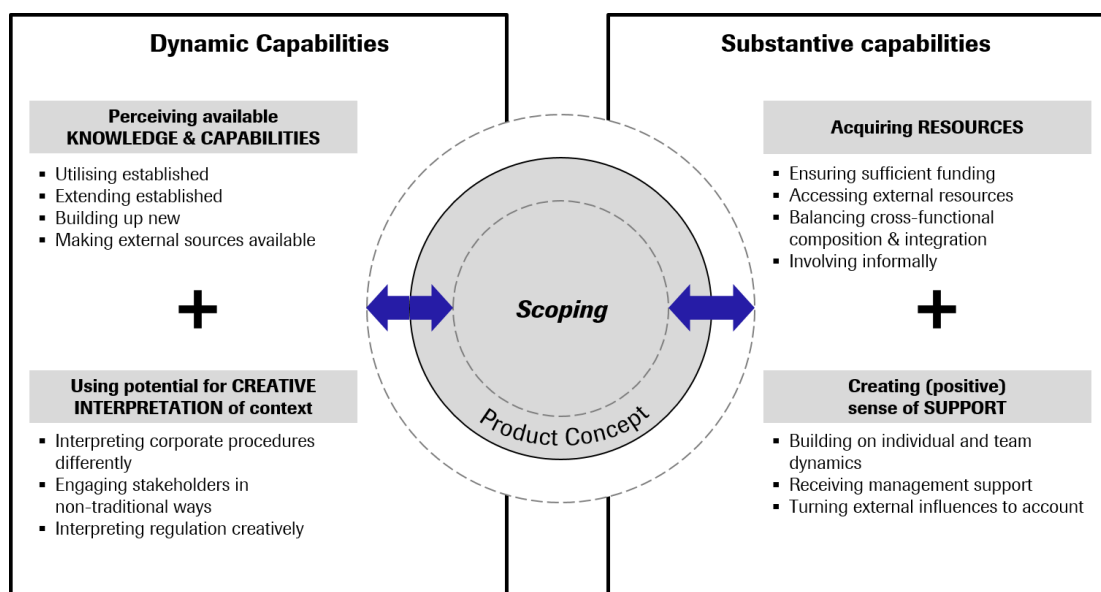 Dynamic Capabilities
Perceiving available
KNOWLEDGE & CAPABILITIES
▪ Utilising established
▪ Extending established
▪ Building up new
▪ Making external sources available
+
Using potential for CREATIVE
INTERPRETATION of context
▪ Interpreting corporate procedures
differently
▪ Engaging stakeholders in
non-traditional ways
▪ Interpreting regulation creatively
Scoping
Product Concept
Substantive capabilities
Acquiring RESOURCES
▪ Ensuring sufficient funding
▪ Accessing external resources
▪ Balancing cross-functional
composition & integration
▪ Involving informally
+
Creating (positive)
sense of SUPPORT
▪ Building on individual and team
dynamics
▪ Receiving management support
▪ Turning external influences to account